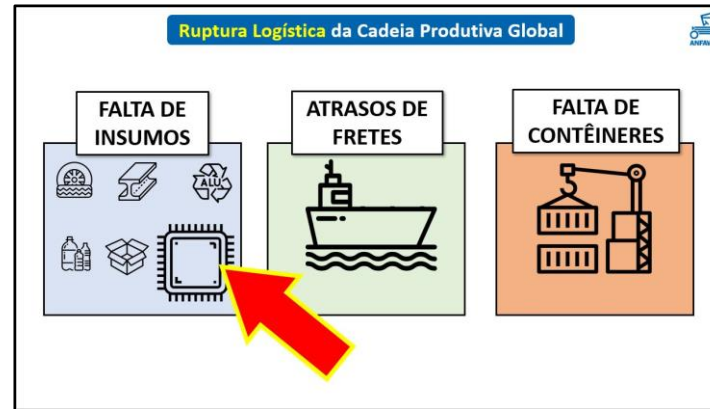 Ruptura Logística da Cadeia Produtiva Global
FALTA DE
INSUMOS
ATRASOS DE
FRETES
FALTA DE
CONTÊINERES
ALU